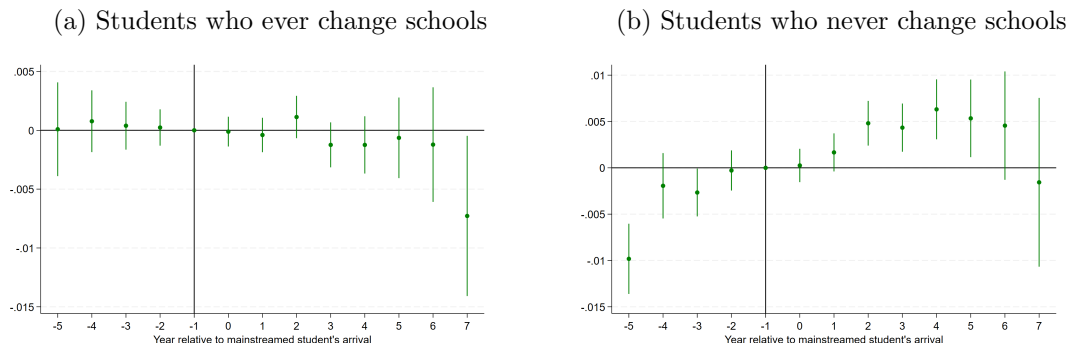 (a) Students who ever change schools
.005
0
-.005
-.01
-.015
-5 -4 -3 -2 -1 0 1 2 3 4 5 6 7
Year relative to mainstreamed student's arrival
(b) Students who never change schools
.01
.005
0
-.005
-.01
-.015
-5 -4 -3 -2 -1 0 1 2 3 4 5 6 7
Year relative to mainstreamed student's arrival